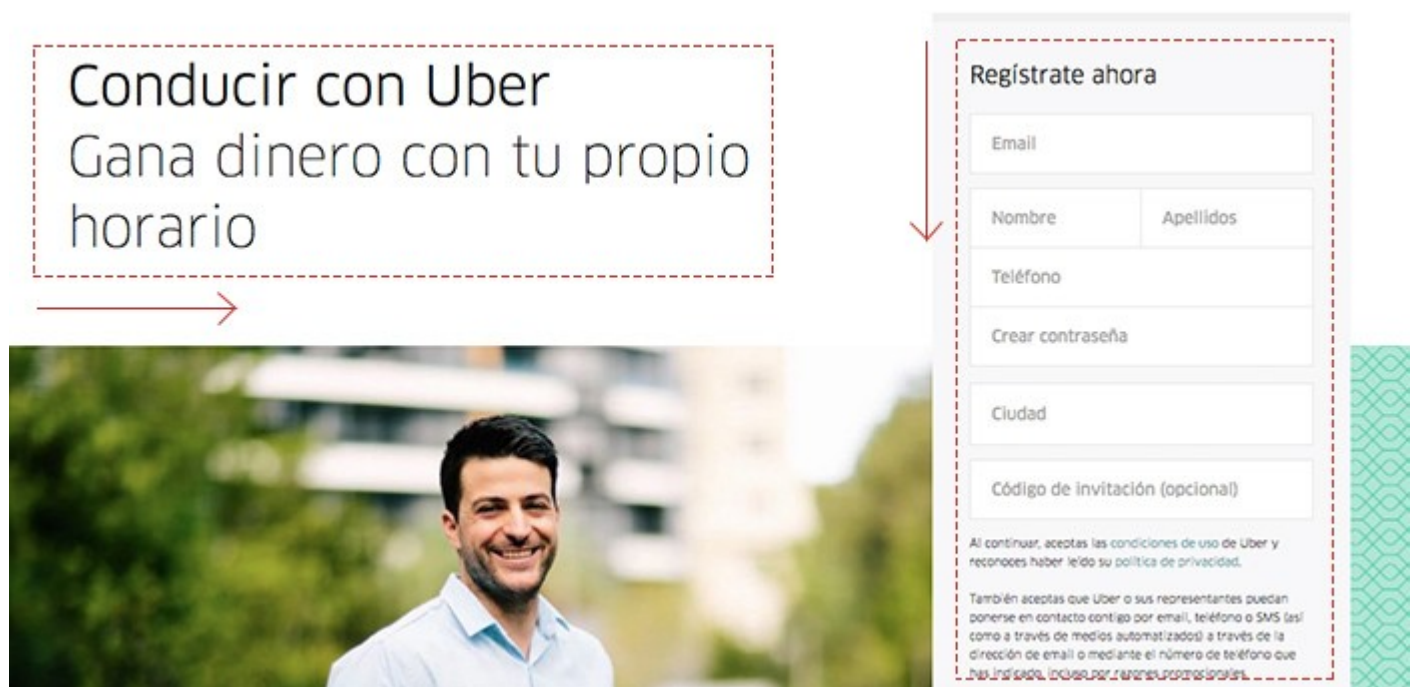 Conducir con Uber
Gana dinero con tu propio
horario
Regístrate ahora
Email
Nombre Apellidos
Teléfono
Crear contraseña
Ciudad
Código de invitación (opcional)
Al continuar, aceptas las condiciones de uso de Uber y
reconoces haber leído su política de privacidad.
También aceptas que Uber o sus representantes puedan
ponerse en contacto contigo por email, teléfono o SMS (así
como a través de medios automatizados) a través de la
dirección de email o mediante el número de teléfono que
has indicado, incluso por razones promocionales.